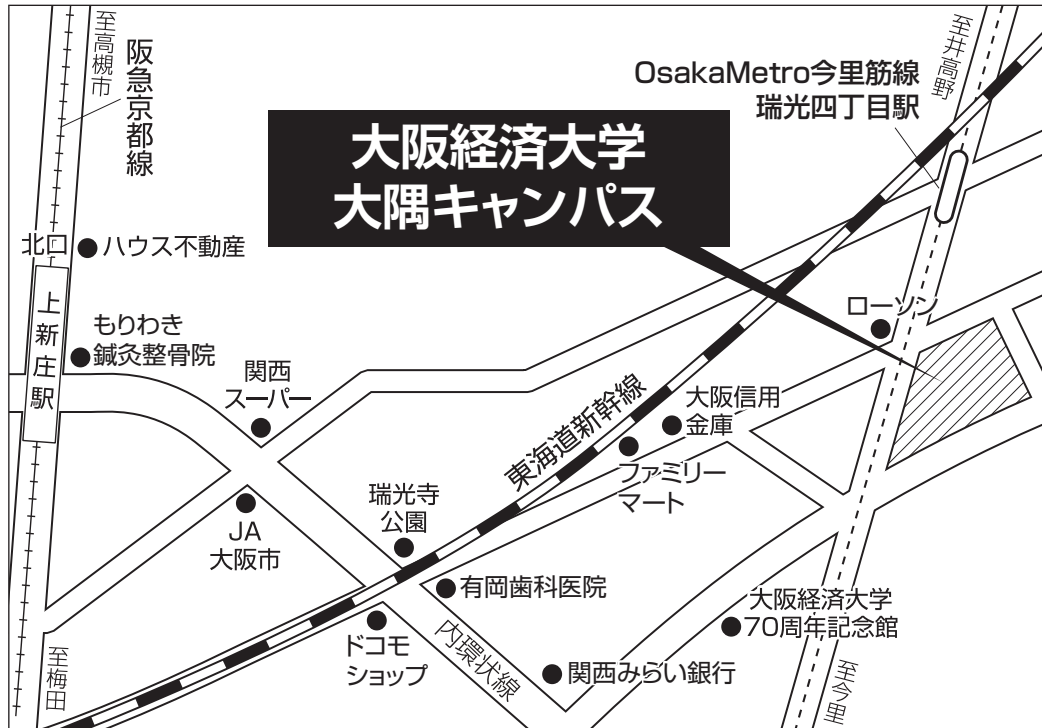 至高槻市
阪急京都線
至井高野
OsakaMetro今里筋線
瑞光四丁目駅
大阪経済大学
大隅キャンパス
北口
ハウス不動産
上新庄駅
もりわき
鍼灸整骨院
ローソン
関西
スーパー
東海道新幹線
大阪信用
金庫
ファミリー
マート
瑞光寺
公園
JA
大阪市
有岡歯科医院
大阪経済大学
70周年記念館
ドコモ
ショップ
内環状線
関西みらい銀行
至梅田
至今里